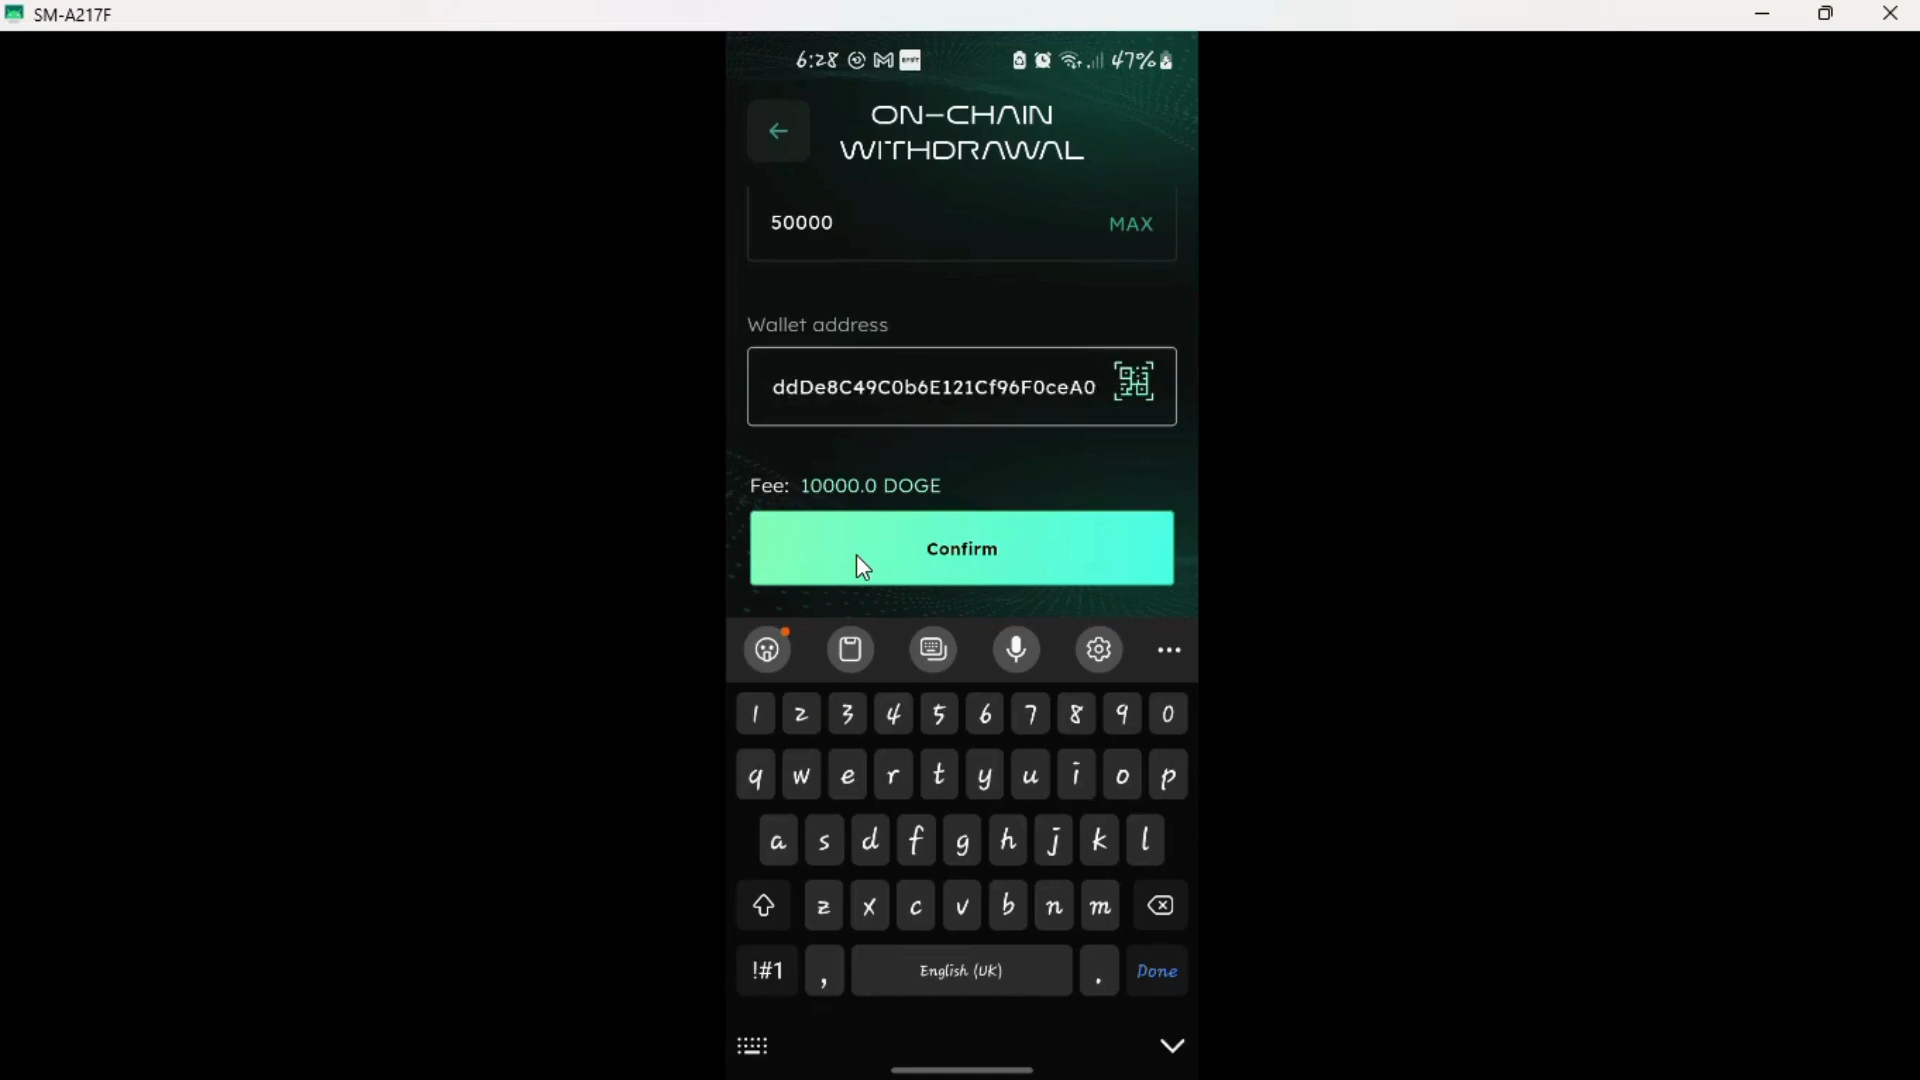 SM-A217F
6:28
47%
ON-CHAIN
WITHDRAWAL
50000
MAX
Wallet address
ddDe8C49C0b6E121Cf96F0ceA0
Fee: 10000.0 DOGE
Confirm
1 2 3 4 5 6 7 8 9 0
q w e r t y u i o p
a s d f g h j k l
z x c v b n m
!#1 , English (UK) . Done